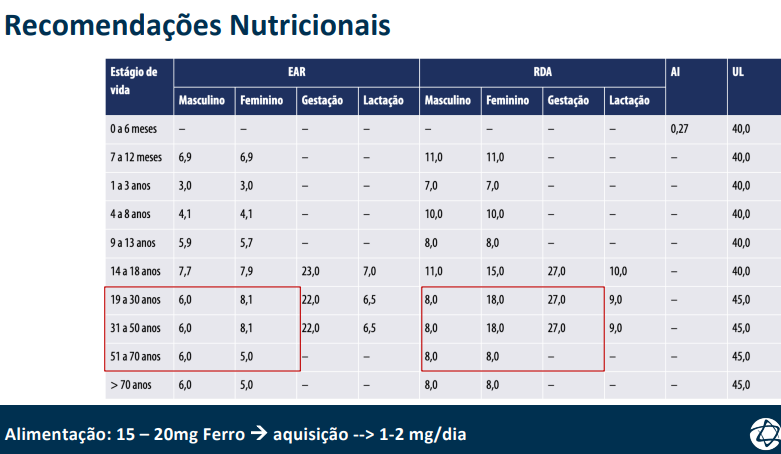 Recomendações Nutricionais
Estágio de vida EAR RDA AI UL
Masculino Feminino Gestação Lactação Masculino Feminino Gestação Lactação
0 a 6 meses – – – – – – – – 0,27 40,0
7 a 12 meses 6,9 6,9 – – 11,0 11,0 – – – 40,0
1 a 3 anos 3,0 3,0 – – 7,0 7,0 – – – 40,0
4 a 8 anos 4,1 4,1 – – 10,0 10,0 – – – 40,0
9 a 13 anos 5,9 5,7 – – 8,0 8,0 – – – 40,0
14 a 18 anos 7,7 7,9 23,0 7,0 11,0 15,0 27,0 10,0 – 40,0
19 a 30 anos 6,0 8,1 22,0 6,5 8,0 18,0 27,0 9,0 – 45,0
31 a 50 anos 6,0 8,1 22,0 6,5 8,0 18,0 27,0 9,0 – 45,0
51 a 70 anos 6,0 5,0 – – 8,0 8,0 – – – 45,0
> 70 anos 6,0 5,0 – – 8,0 8,0 – – – 45,0
Alimentação: 15 – 20mg Ferro → aquisição --> 1-2 mg/dia